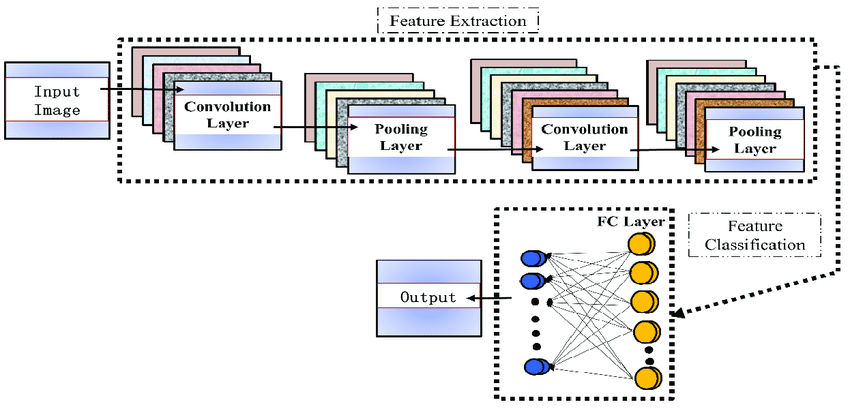 Feature Extraction
Input
Image
Convolution
Layer
Pooling
Layer
Convolution
Layer
Pooling
Layer
FC Layer
Feature
Classification
Output